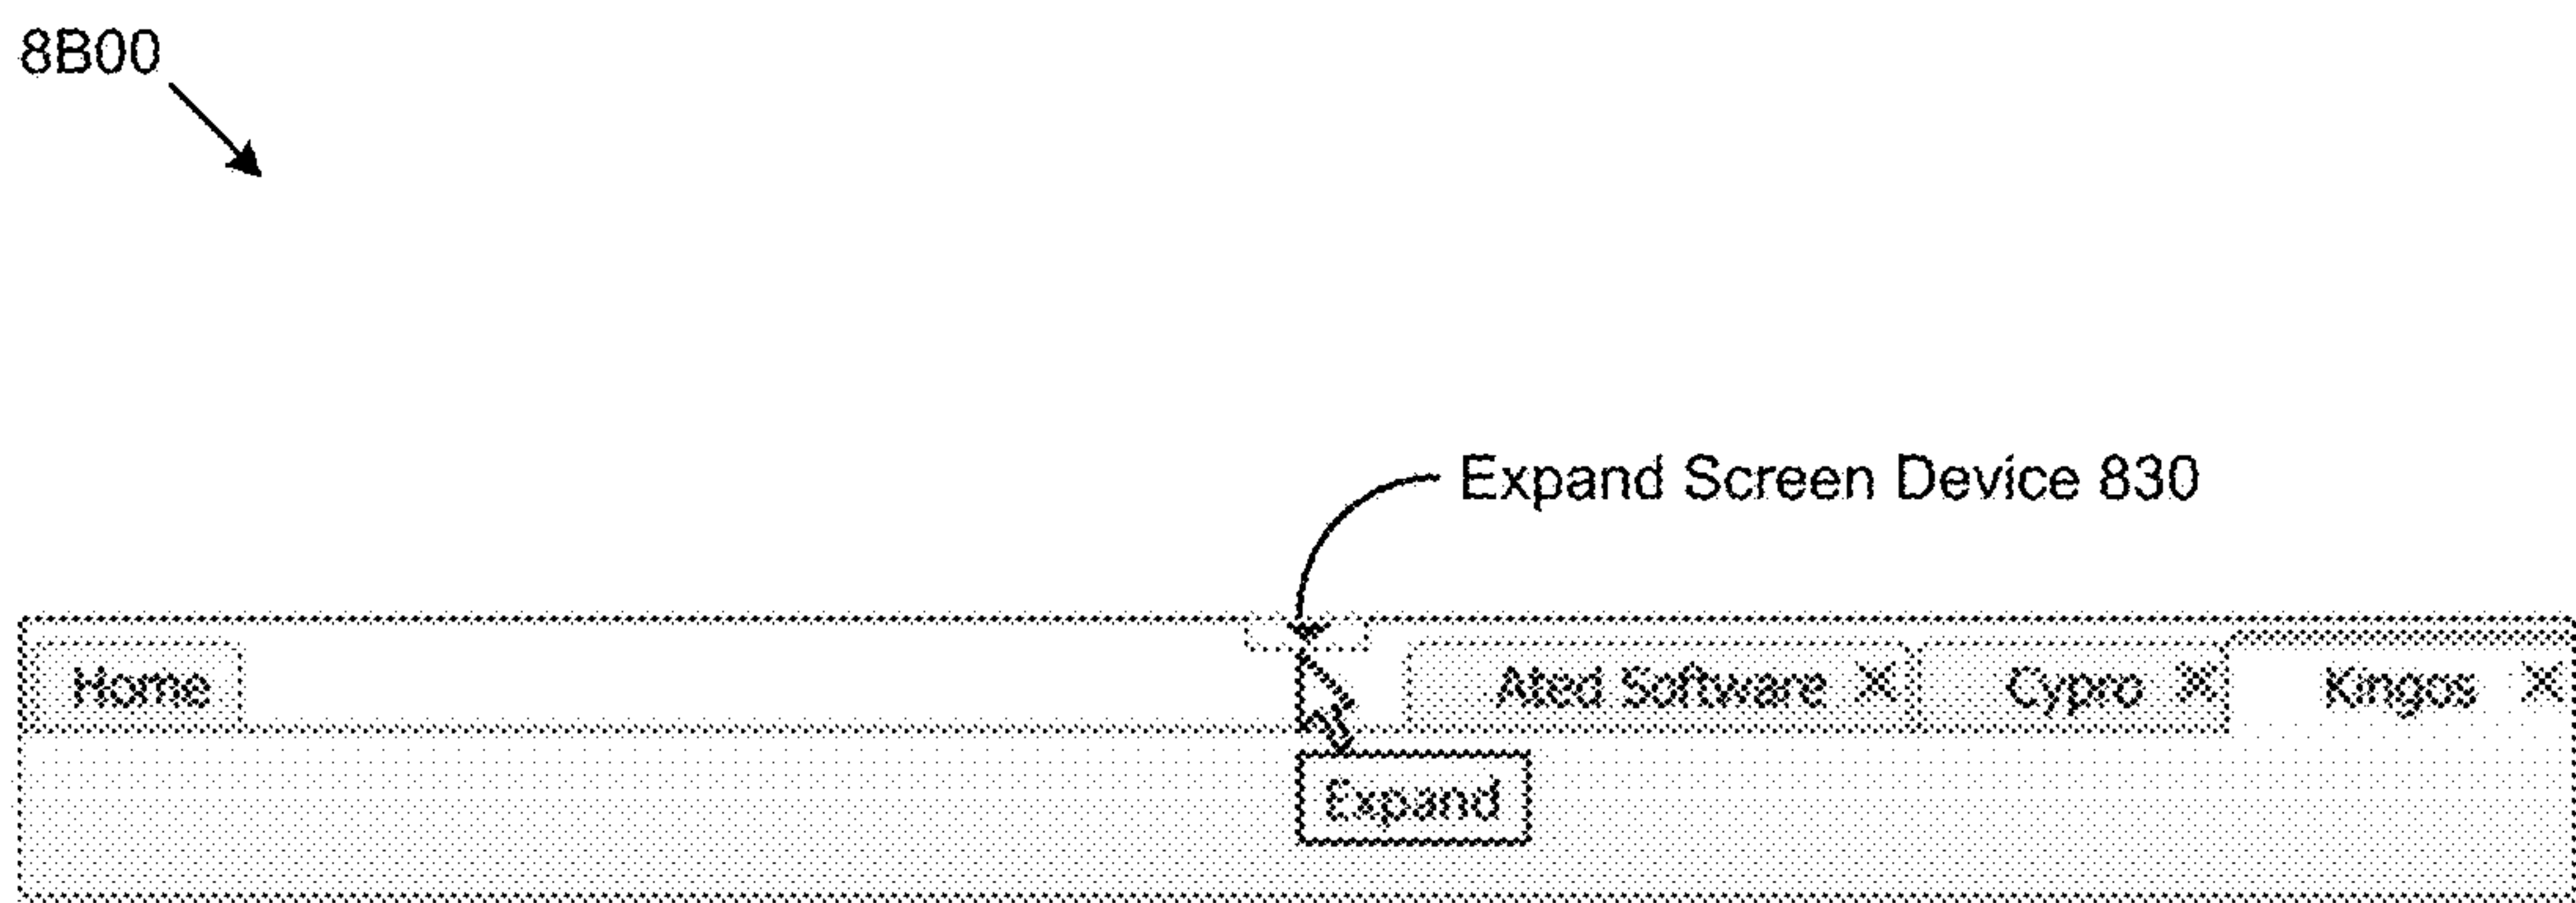 8B00
Expand Screen Device 830
Home Ated Software X Cypro X Kingos X
Expand